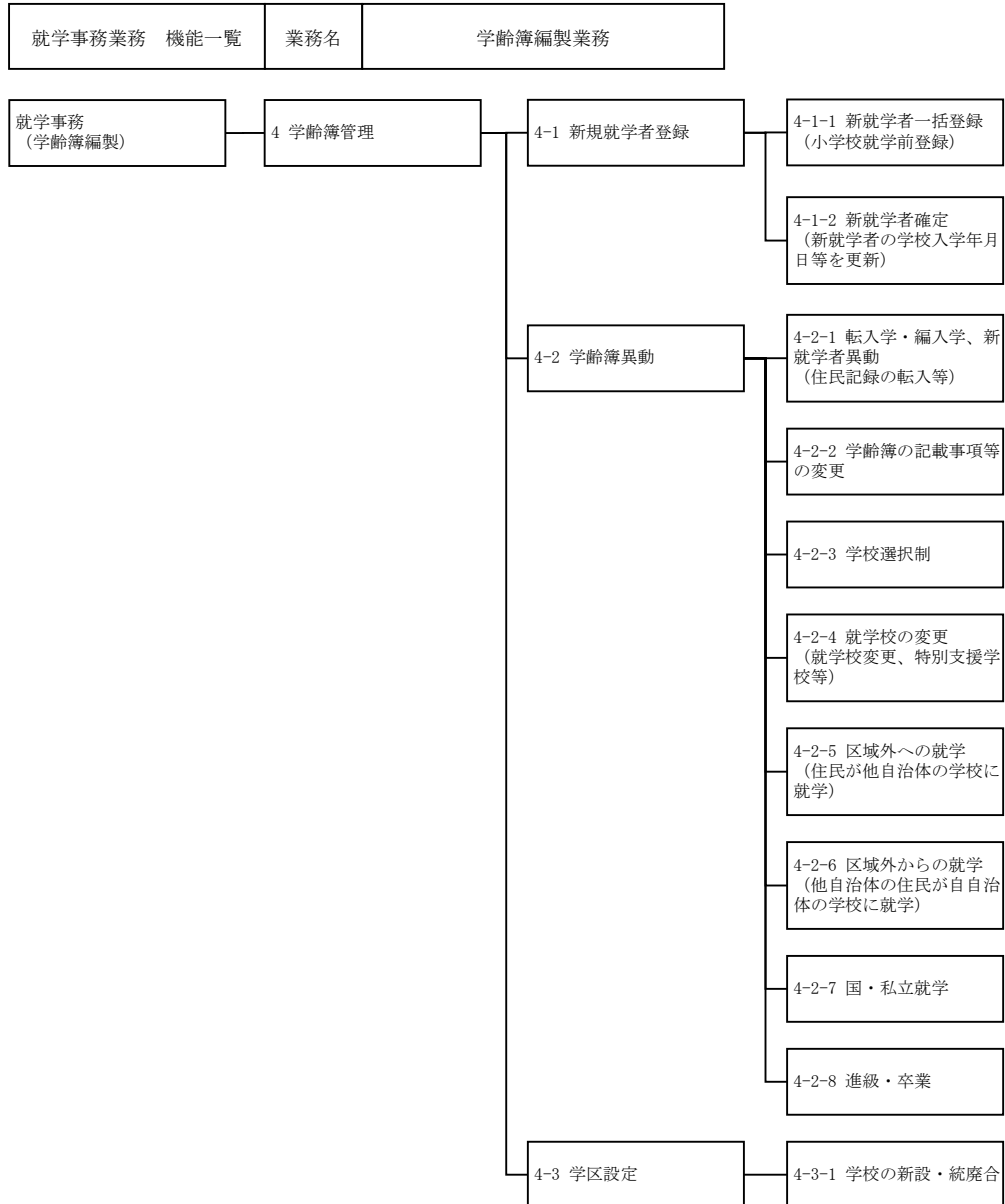 就学事務業務　機能一覧
業務名
学齢簿編製業務
就学事務
（学齢簿編製）
4 学齢簿管理
4-1 新規就学者登録
4-1-1 新就学者一括登録
（小学校就学前登録）
4-1-2 新就学者確定
（新就学者の学校入学年月
日等を更新）
4-2 学齢簿異動
4-2-1 転入学・編入学、新
就学者異動
（住民記録の転入等）
4-2-2 学齢簿の記載事項等
の変更
4-2-3 学校選択制
4-2-4 就学校の変更
（就学校変更、特別支援学
校等）
4-2-5 区域外への就学
（住民が他自治体の学校に
就学）
4-2-6 区域外からの就学
（他自治体の住民が自自治
体の学校に就学）
4-2-7 国・私立就学
4-2-8 進級・卒業
4-3 学区設定
4-3-1 学校の新設・統廃合